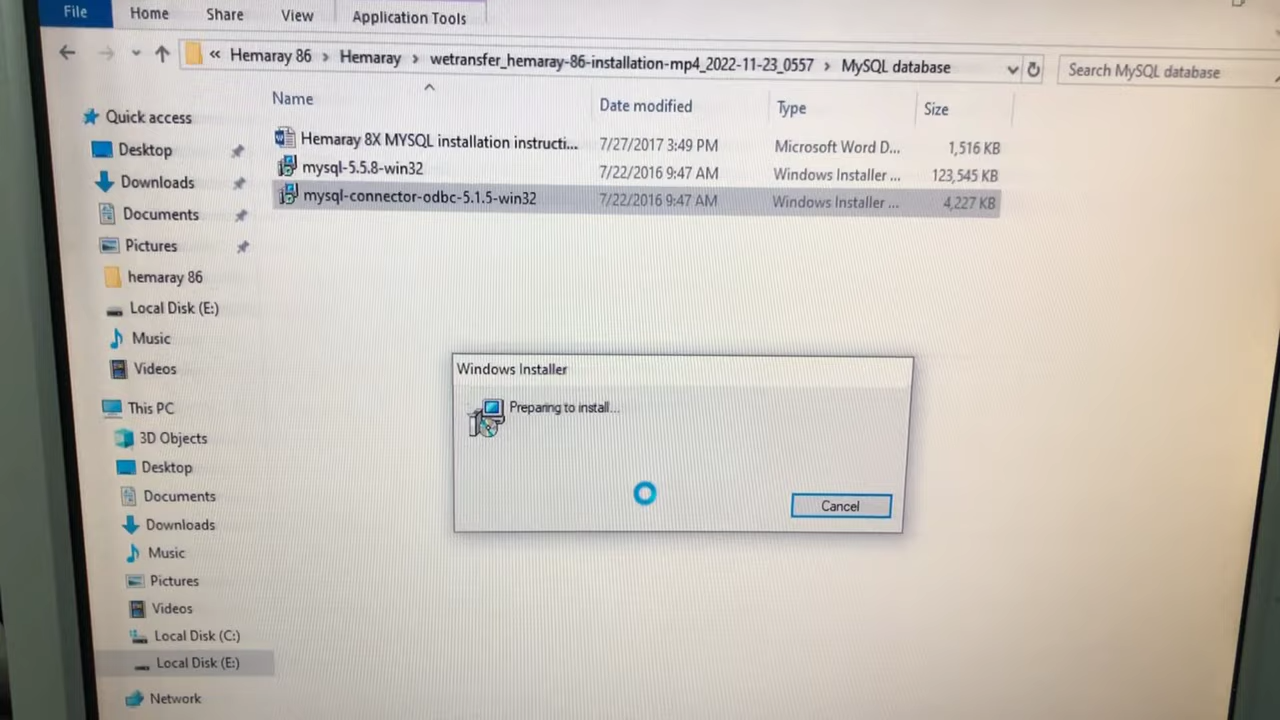 File Home Share View Application Tools
« Hemaray 86 › Hemaray › wetransfer_hemaray-86-installation-mp4_2022-11-23_0557 › MySQL database
Search MySQL database
Name Date modified Type Size
Hemaray 8X MYSQL installation instructi... 7/27/2017 3:49 PM Microsoft Word D... 1,516 KB
mysql-5.5.8-win32 7/22/2016 9:47 AM Windows Installer ... 123,545 KB
mysql-connector-odbc-5.1.5-win32 7/22/2016 9:47 AM Windows Installer ... 4,227 KB
Quick access
Desktop
Downloads
Documents
Pictures
hemaray 86
Local Disk (E:)
Music
Videos
This PC
3D Objects
Desktop
Documents
Downloads
Music
Pictures
Videos
Local Disk (C:)
Local Disk (E:)
Network
Windows Installer
Preparing to install...
Cancel